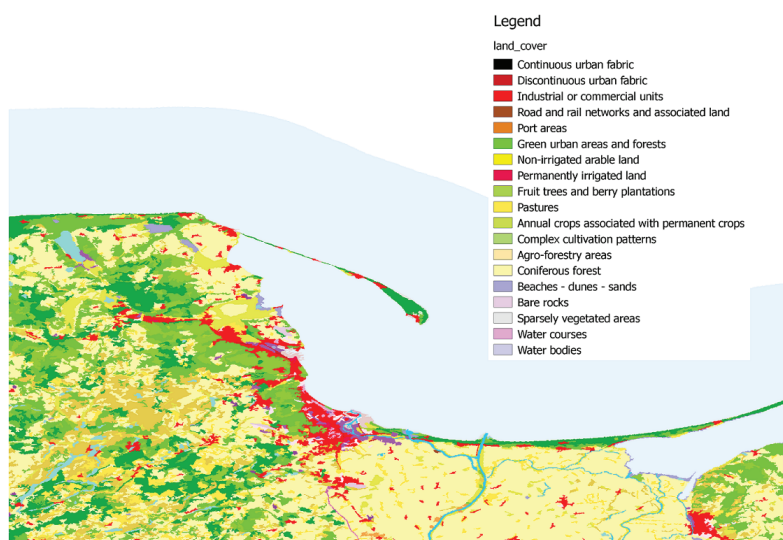 Legend
land_cover
Continuous urban fabric
Discontinuous urban fabric
Industrial or commercial units
Road and rail networks and associated land
Port areas
Green urban areas and forests
Non-irrigated arable land
Permanently irrigated land
Fruit trees and berry plantations
Pastures
Annual crops associated with permanent crops
Complex cultivation patterns
Agro-forestry areas
Coniferous forest
Beaches - dunes - sands
Bare rocks
Sparsely vegetated areas
Water courses
Water bodies